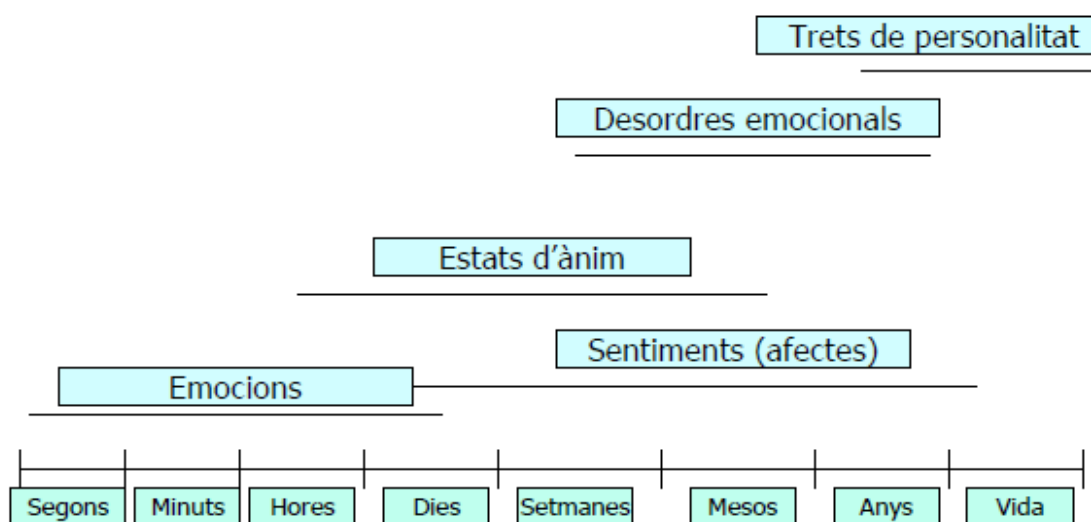 Trets de personalitat
Desordres emocionals
Estats d'ànim
Sentiments (afectes)
Emocions
Segons Minuts Hores Dies Setmanes Mesos Anys Vida